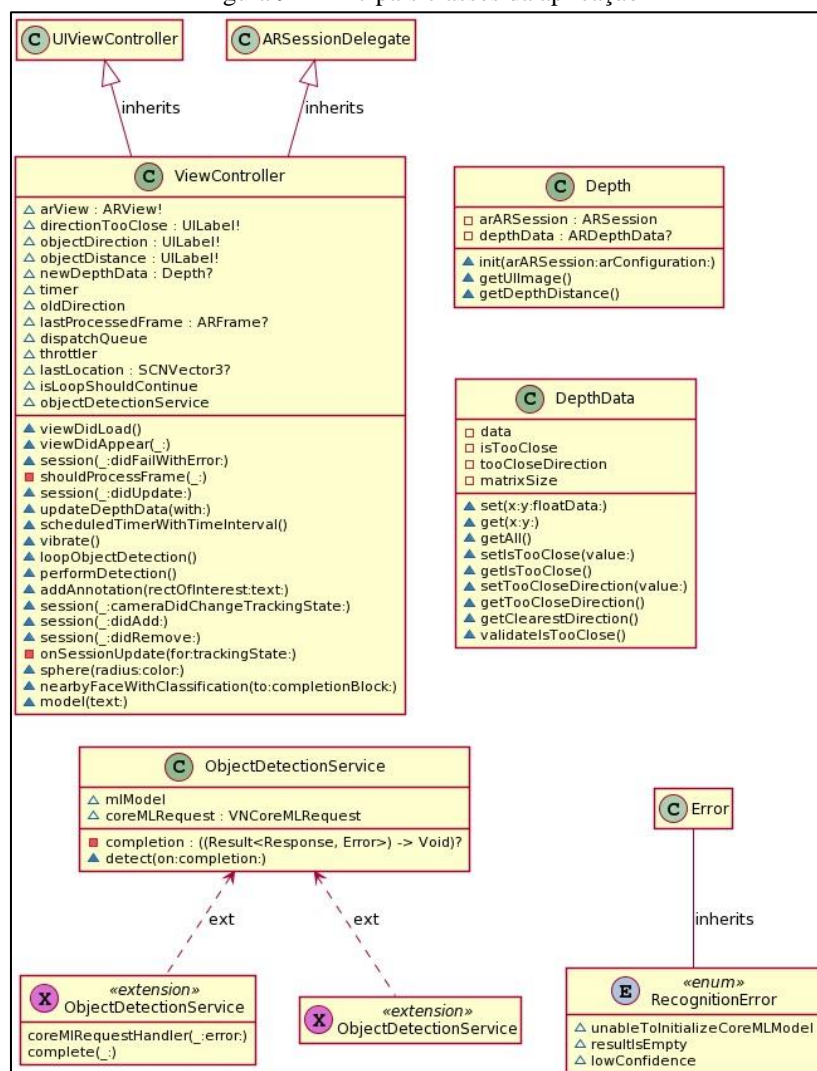 C UIViewController
C ARSessionDelegate
inherits
inherits
C ViewController
arView : ARView!
directionTooClose : UILabel!
objectDirection : UILabel!
objectDistance : UILabel!
newDepthData : Depth?
timer
oldDirection
lastProcessedFrame : ARFrame?
dispatchQueue
throttler
lastLocation : SCNVector3?
isLoopShouldContinue
objectDetectionService
viewDidLoad()
viewDidAppear(_:)
session(_:didFailWithError:)
shouldProcessFrame(_:)
session(_:didUpdate:)
updateDepthData(with:)
scheduledTimerWithTimeInterval()
vibrate()
loopObjectDetection()
performDetection()
addAnnotation(rectOfInterest:text:)
session(_:cameraDidChangeTrackingState:)
session(_:didAdd:)
session(_:didRemove:)
onSessionUpdate(for:trackingState:)
sphere(radius:color:)
nearbyFaceWithClassification(to:completionBlock:)
model(text:)
C Depth
arARSession : ARSession
depthData : ARDepthData?
init(arARSession:arConfiguration:)
getUIImage()
getDepthDistance()
C DepthData
data
isTooClose
tooCloseDirection
matrixSize
set(x:y:floatData:)
get(x:y:)
getAll()
setIsTooClose(value:)
getIsTooClose()
setTooCloseDirection(value:)
getTooCloseDirection()
getClearestDirection()
validateIsTooClose()
C ObjectDetectionService
mlModel
coreMLRequest : VNCoreMLRequest
completion : ((Result<Response, Error>) -> Void)?
detect(on:completion:)
ext
ext
X «extension»
ObjectDetectionService
coreMlRequestHandler(_:error:)
complete(_:)
X «extension»
ObjectDetectionService
C Error
inherits
E «enum»
RecognitionError
unableToInitializeCoreMLModel
resultIsEmpty
lowConfidence